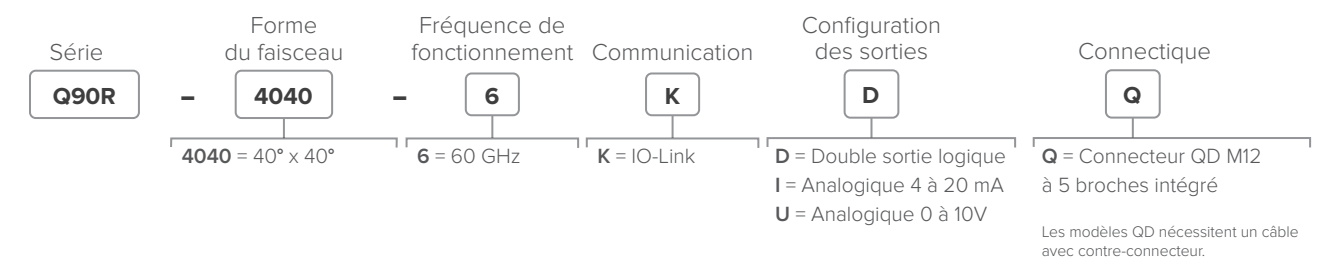 Série
Forme
du faisceau
Fréquence de
fonctionnement
Communication
Configuration
des sorties
Connectique
Q90R
–
4040
–
6
K
D
Q
4040 = 40° x 40°
6 = 60 GHz
K = IO-Link
D = Double sortie logique
I = Analogique 4 à 20 mA
U = Analogique 0 à 10V
Q = Connecteur QD M12
à 5 broches intégré
Les modèles QD nécessitent un câble
avec contre-connecteur.